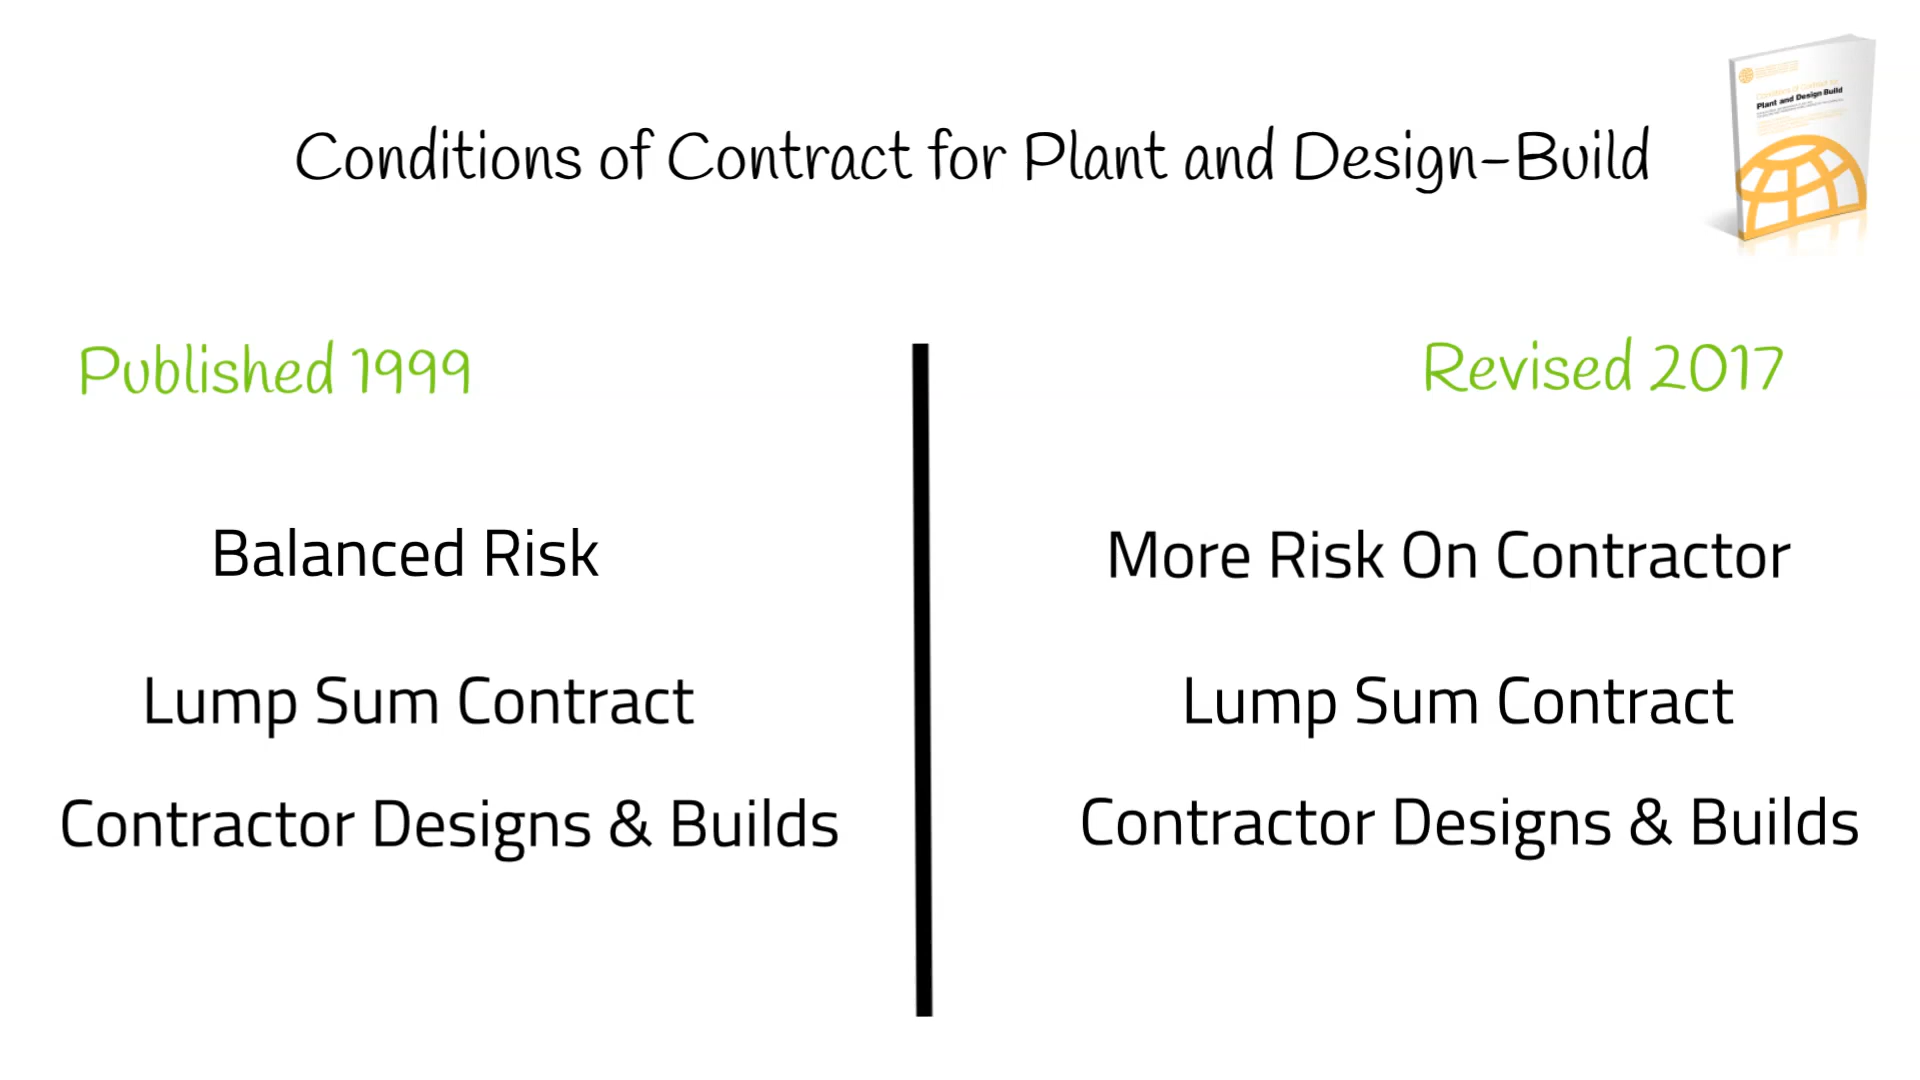 Conditions of Contract for Plant and Design-Build
Plant and Design Build
Published 1999
Revised 2017
Balanced Risk
More Risk On Contractor
Lump Sum Contract
Lump Sum Contract
Contractor Designs & Builds
Contractor Designs & Builds